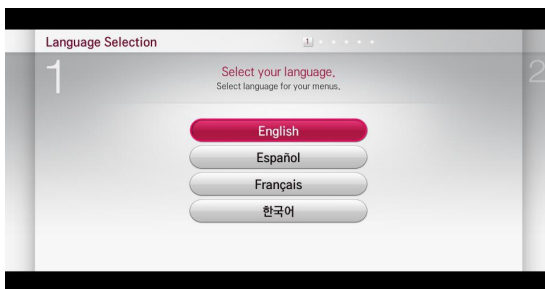 Language Selection
1
1
Select your language.
Select language for your menus.
English
Español
Français
한국어
2